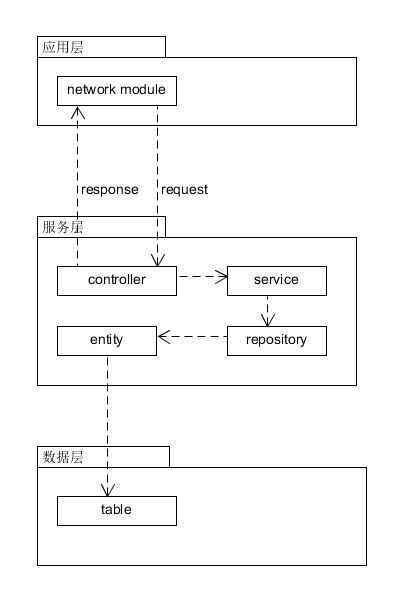 应用层
network module
response
request
服务层
controller
service
entity
repository
数据层
table